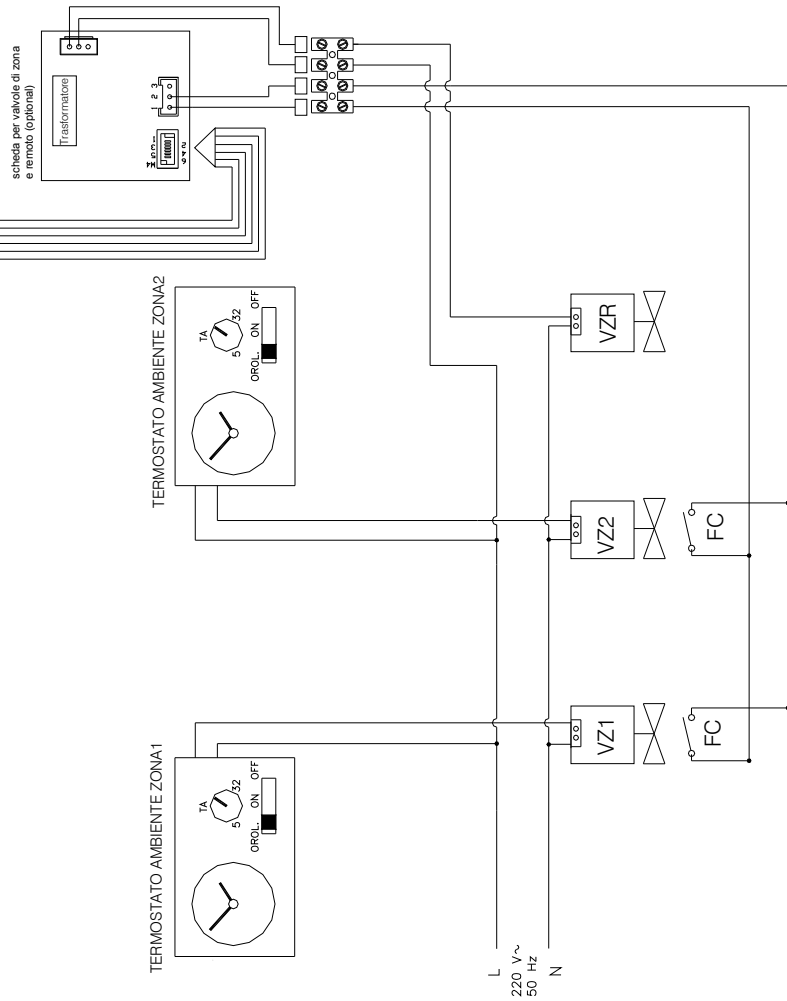 scheda per valvole di zona
e remoto (optional)
Trasformatore
1 2 3
TERMOSTATO AMBIENTE ZONA2
TA
5 32
OROL. ON OFF
TERMOSTATO AMBIENTE ZONA1
TA
5 32
OROL. ON OFF
VZR
VZ2
FC
VZ1
FC
L
220 V~
50 Hz
N